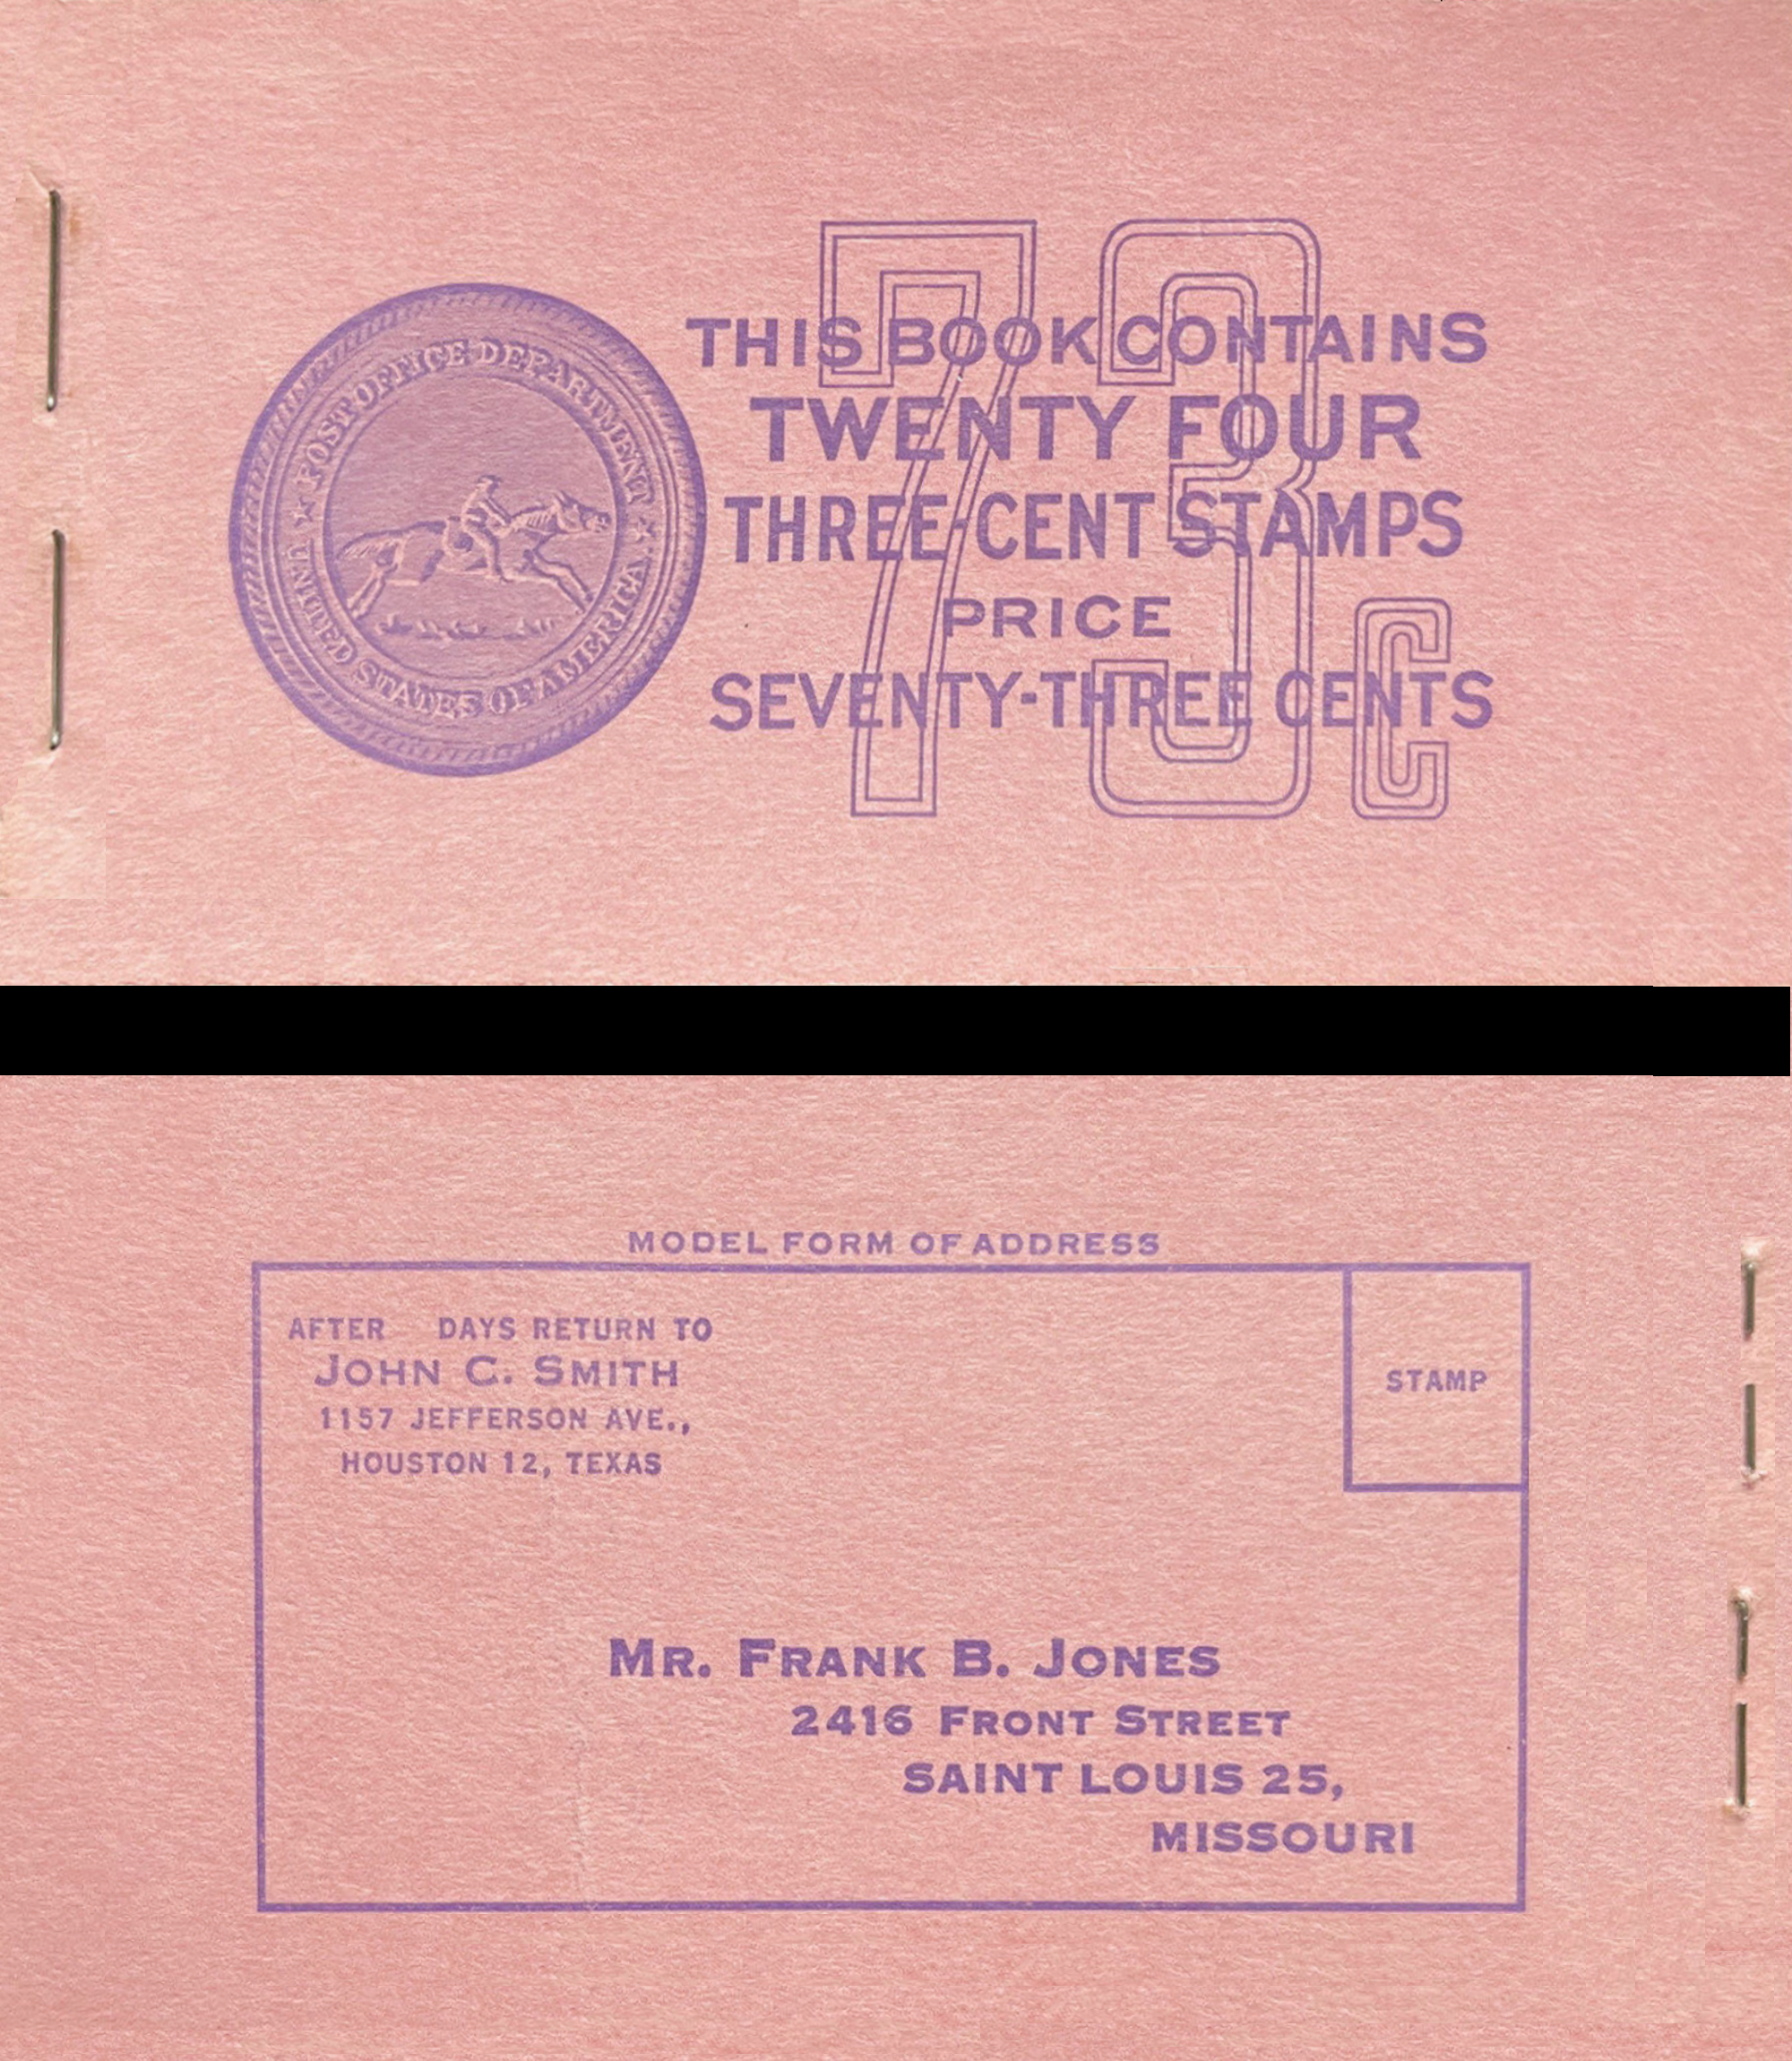 POST OFFICE DEPARTMENT
UNITED STATES OF AMERICA
73c
THIS BOOK CONTAINS
TWENTY FOUR
THREE-CENT STAMPS
PRICE
SEVENTY-THREE CENTS
MODEL FORM OF ADDRESS
AFTER DAYS RETURN TO
JOHN C. SMITH
1157 JEFFERSON AVE.,
HOUSTON 12, TEXAS
STAMP
MR. FRANK B. JONES
2416 FRONT STREET
SAINT LOUIS 25,
MISSOURI